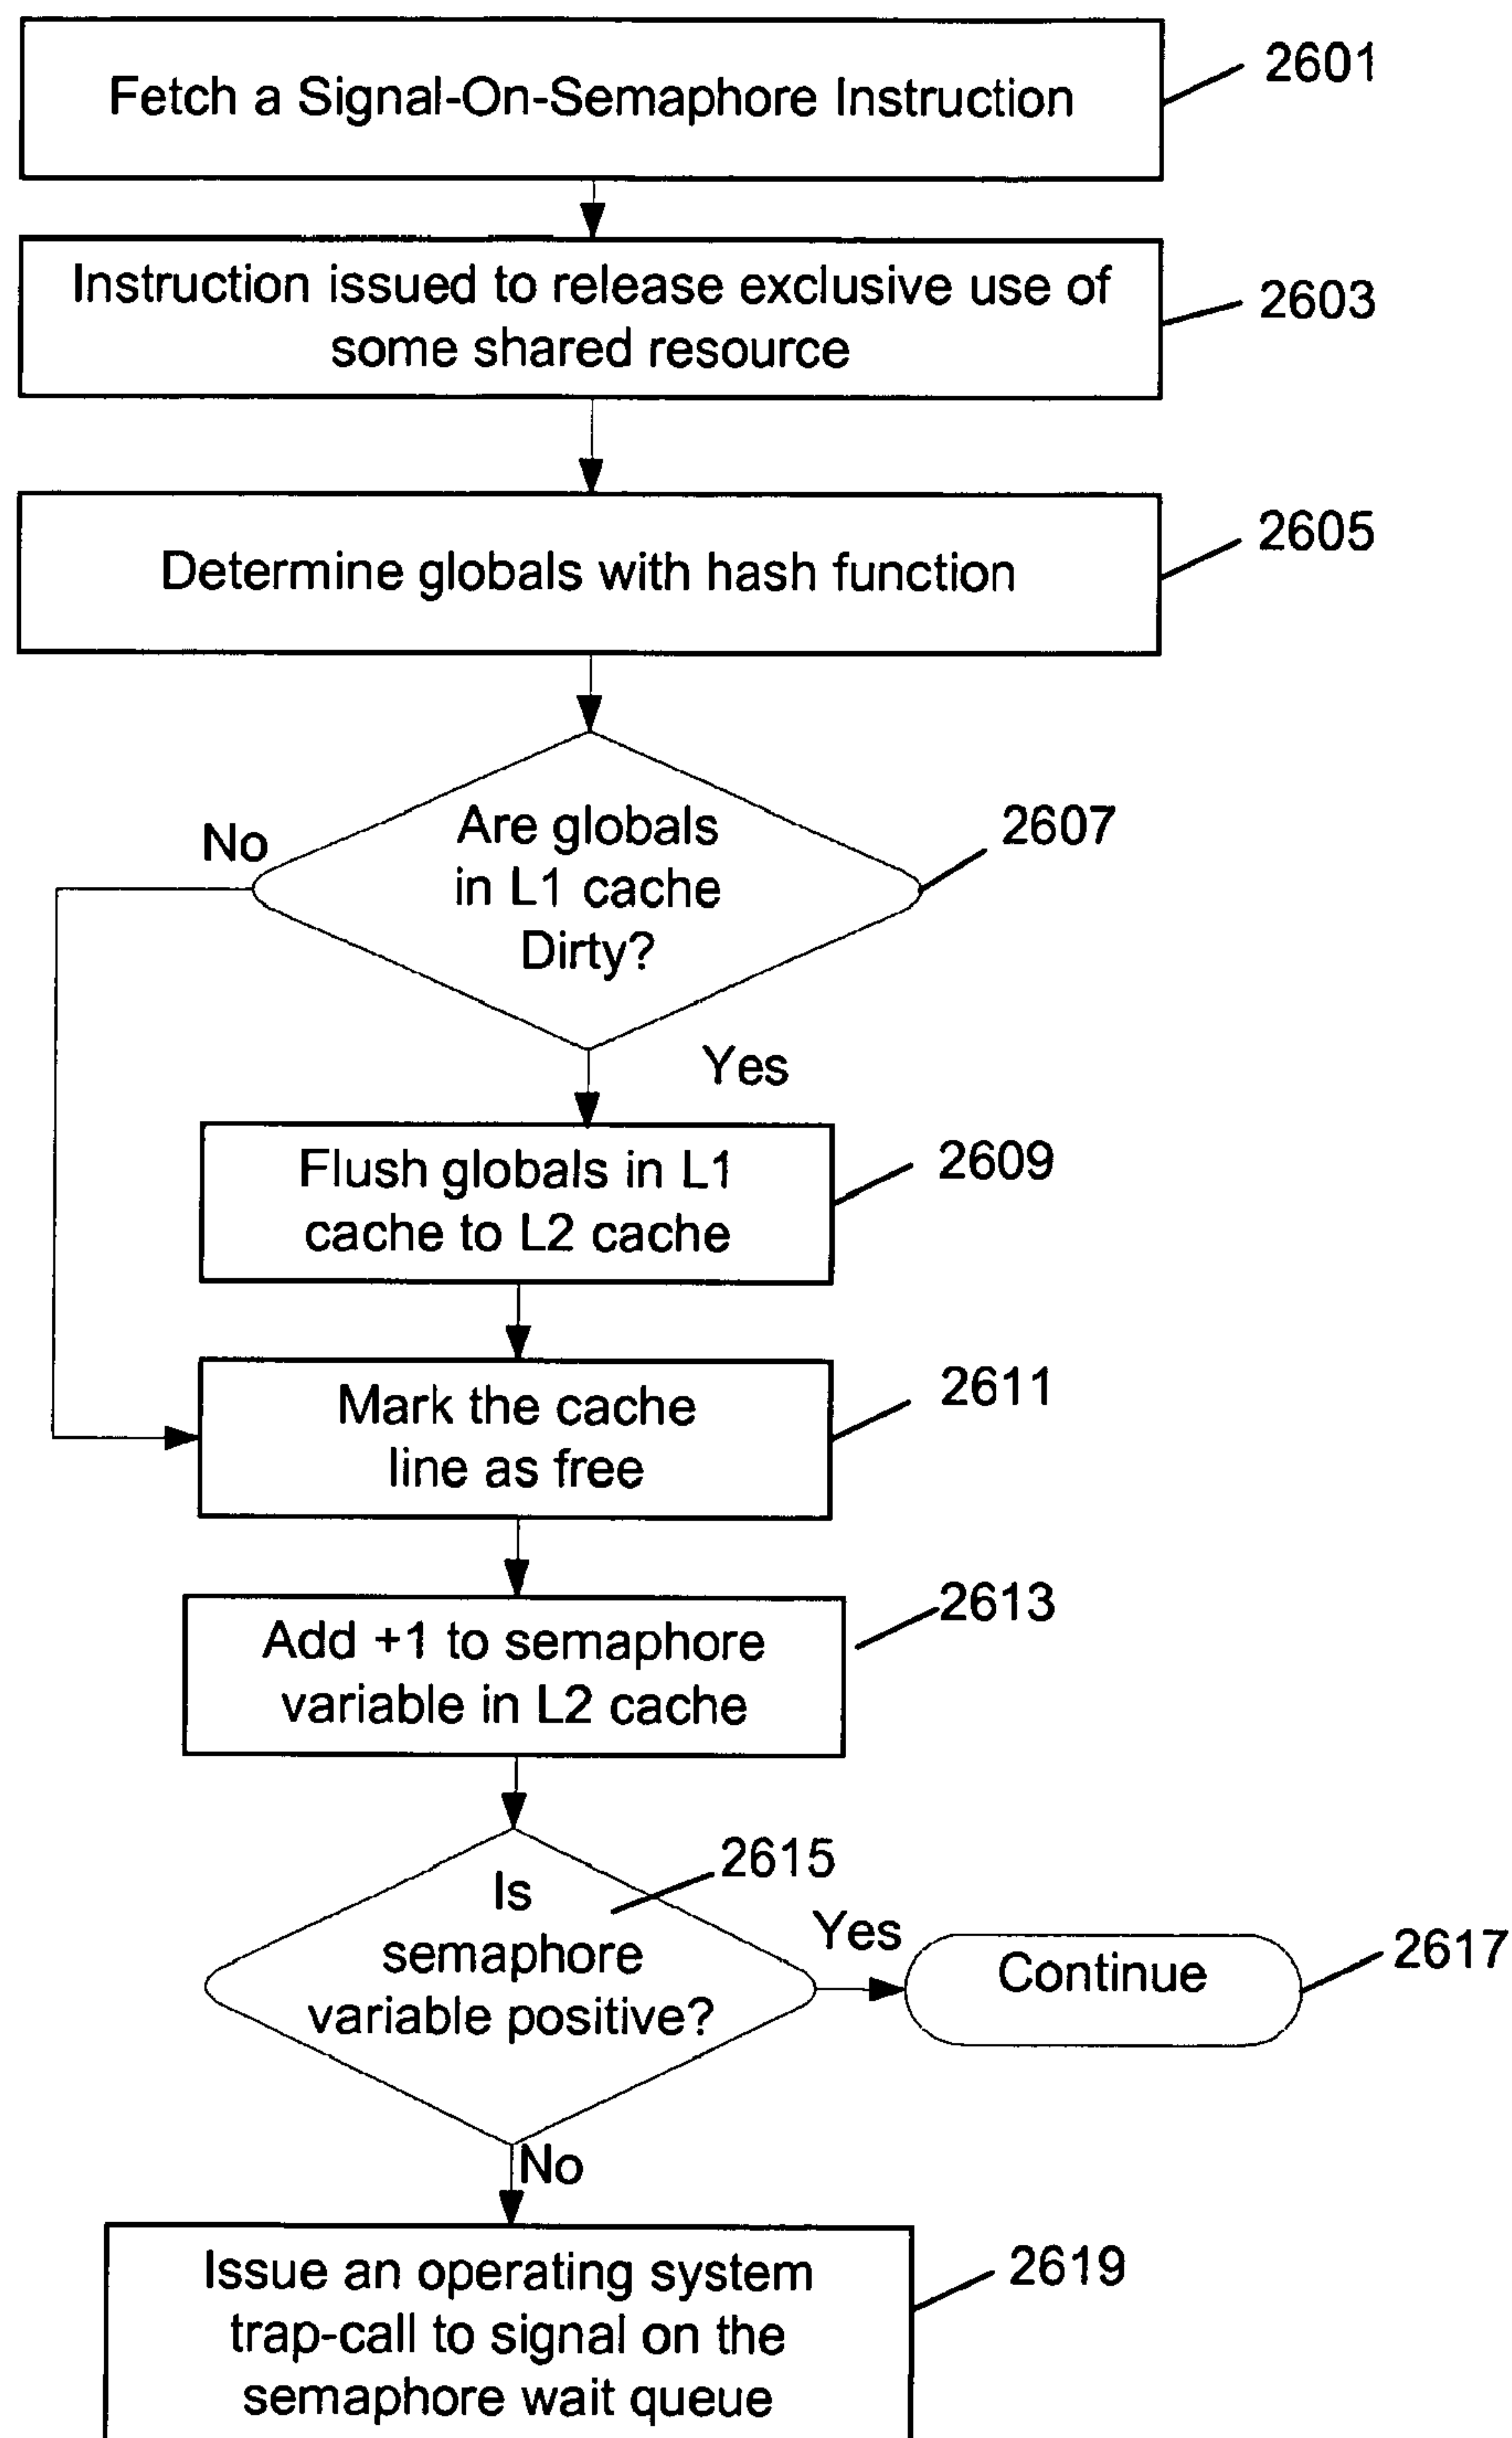 Fetch a Signal-On-Semaphore Instruction
2601
Instruction issued to release exclusive use of
some shared resource
2603
Determine globals with hash function
2605
Are globals
in L1 cache
Dirty?
2607
No
Yes
Flush globals in L1
cache to L2 cache
2609
Mark the cache
line as free
2611
Add +1 to semaphore
variable in L2 cache
2613
Is
semaphore
variable positive?
2615
Yes
Continue
2617
No
Issue an operating system
trap-call to signal on the
semaphore wait queue
2619